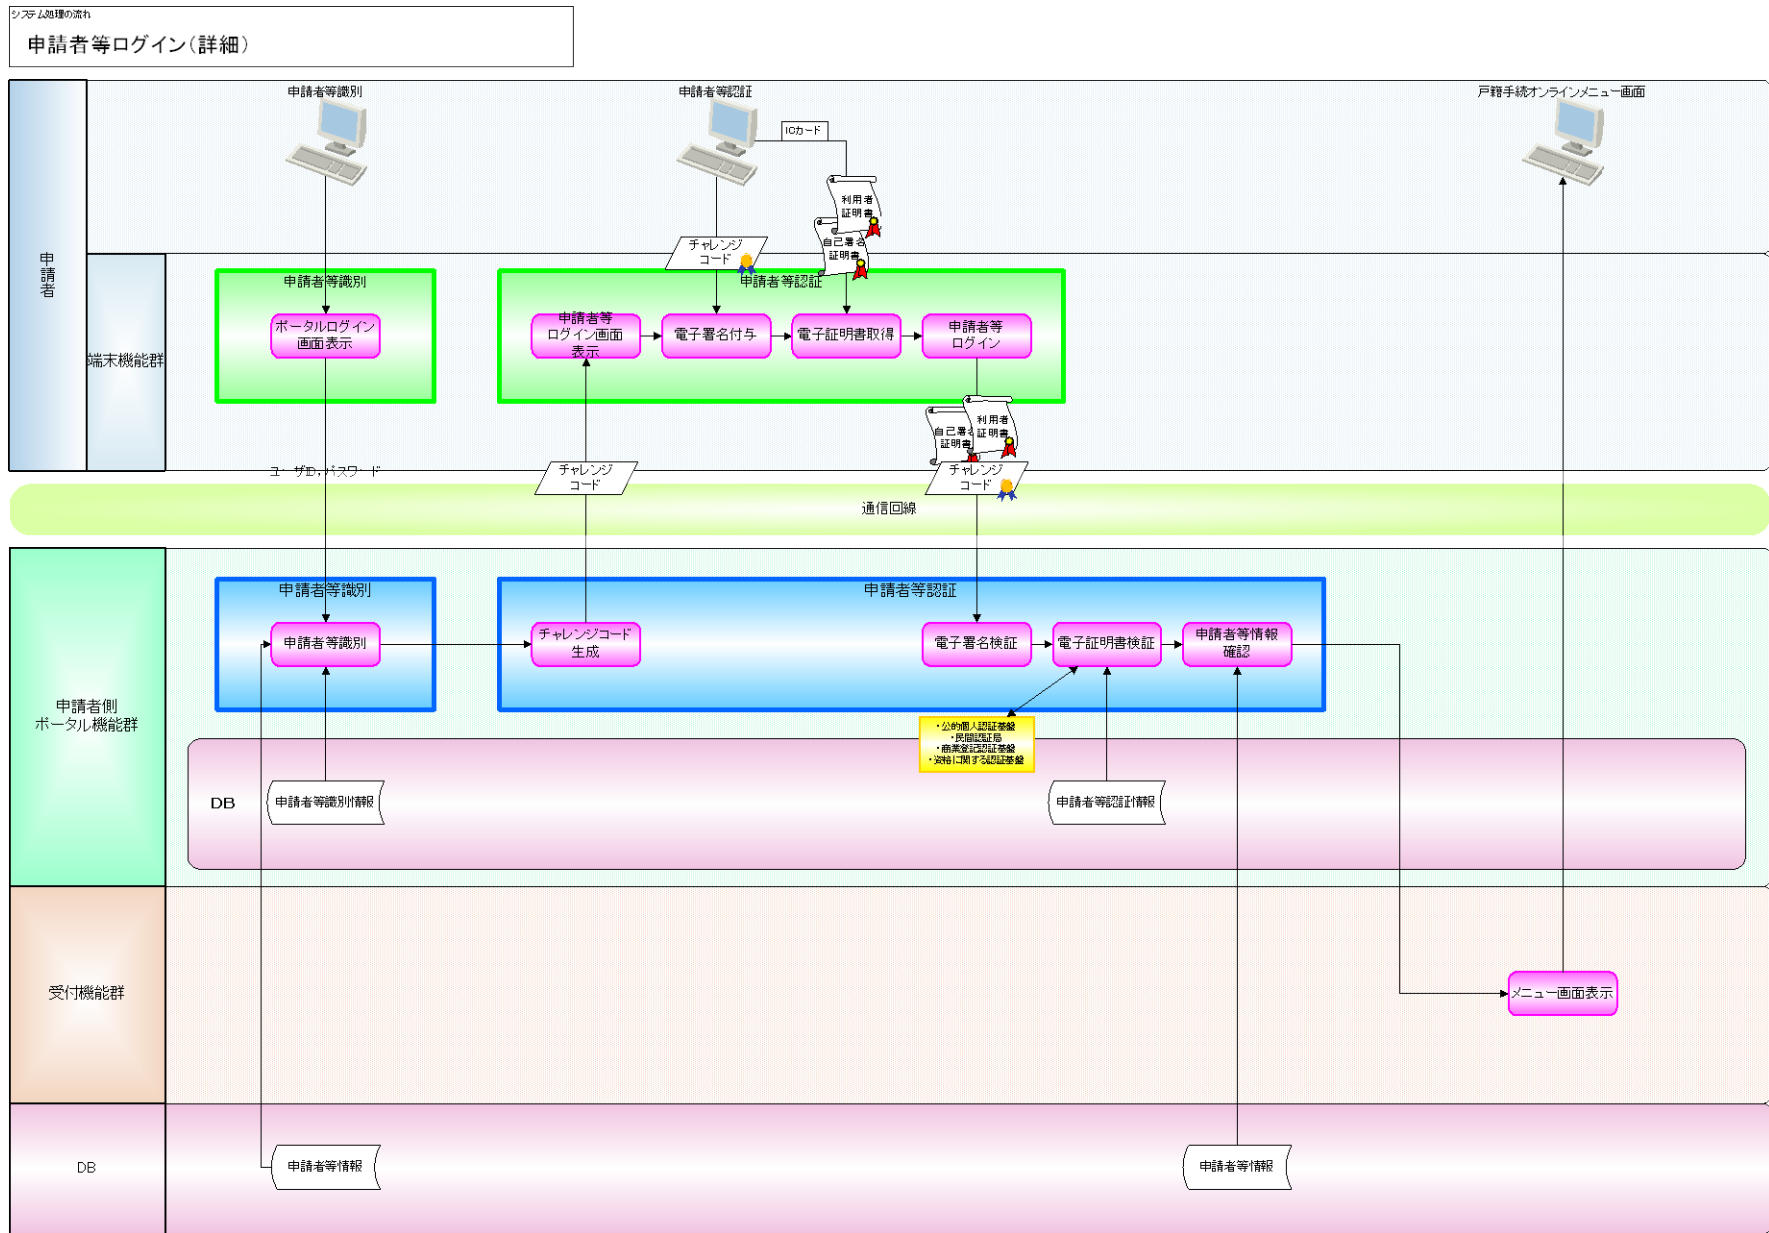 システム処理の流れ
申請者等ログイン(詳細)
申請者等識別
申請者等認証
戸籍手続オンラインメニュー画面
ICカード
利用者
証明書
自己署名
証明書
チャレンジ
コード
申請者
端末機能群
申請者等識別
ポータルログイン
画面表示
申請者等認証
申請者等
ログイン画面
表示
電子署名付与
電子証明書取得
申請者等
ログイン
自己署名
証明書
利用者
証明書
ユーザID,パスワード
チャレンジ
コード
チャレンジ
コード
通信回線
申請者側
ポータル機能群
申請者等識別
申請者等識別
申請者等認証
チャレンジコード
生成
電子署名検証
電子証明書検証
申請者等情報
確認
・公的個人認証基盤
・民間認証局
・商業登記認証基盤
・資格に関する認証基盤
DB
申請者等識別情報
申請者等認証情報
受付機能群
メニュー画面表示
DB
申請者等情報
申請者等情報